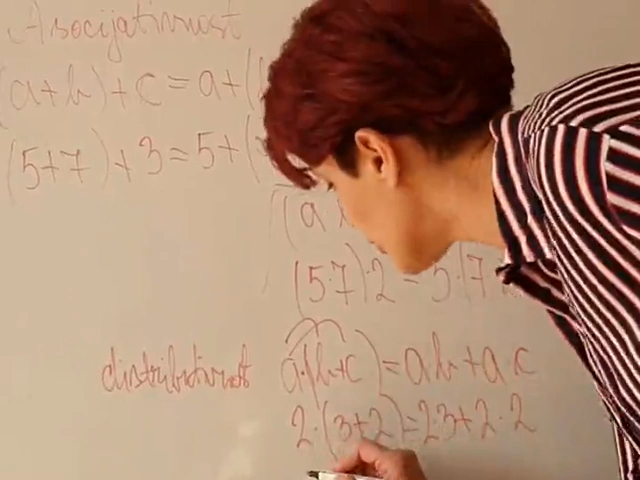 Asocijativnost
(a+b)+c=a+(
(5+7)+3=5+(
(a
(5·7)·2=5·(7
distributivnost a·(b+c)=ab+ac
2·(3+2)=2·3+2·2